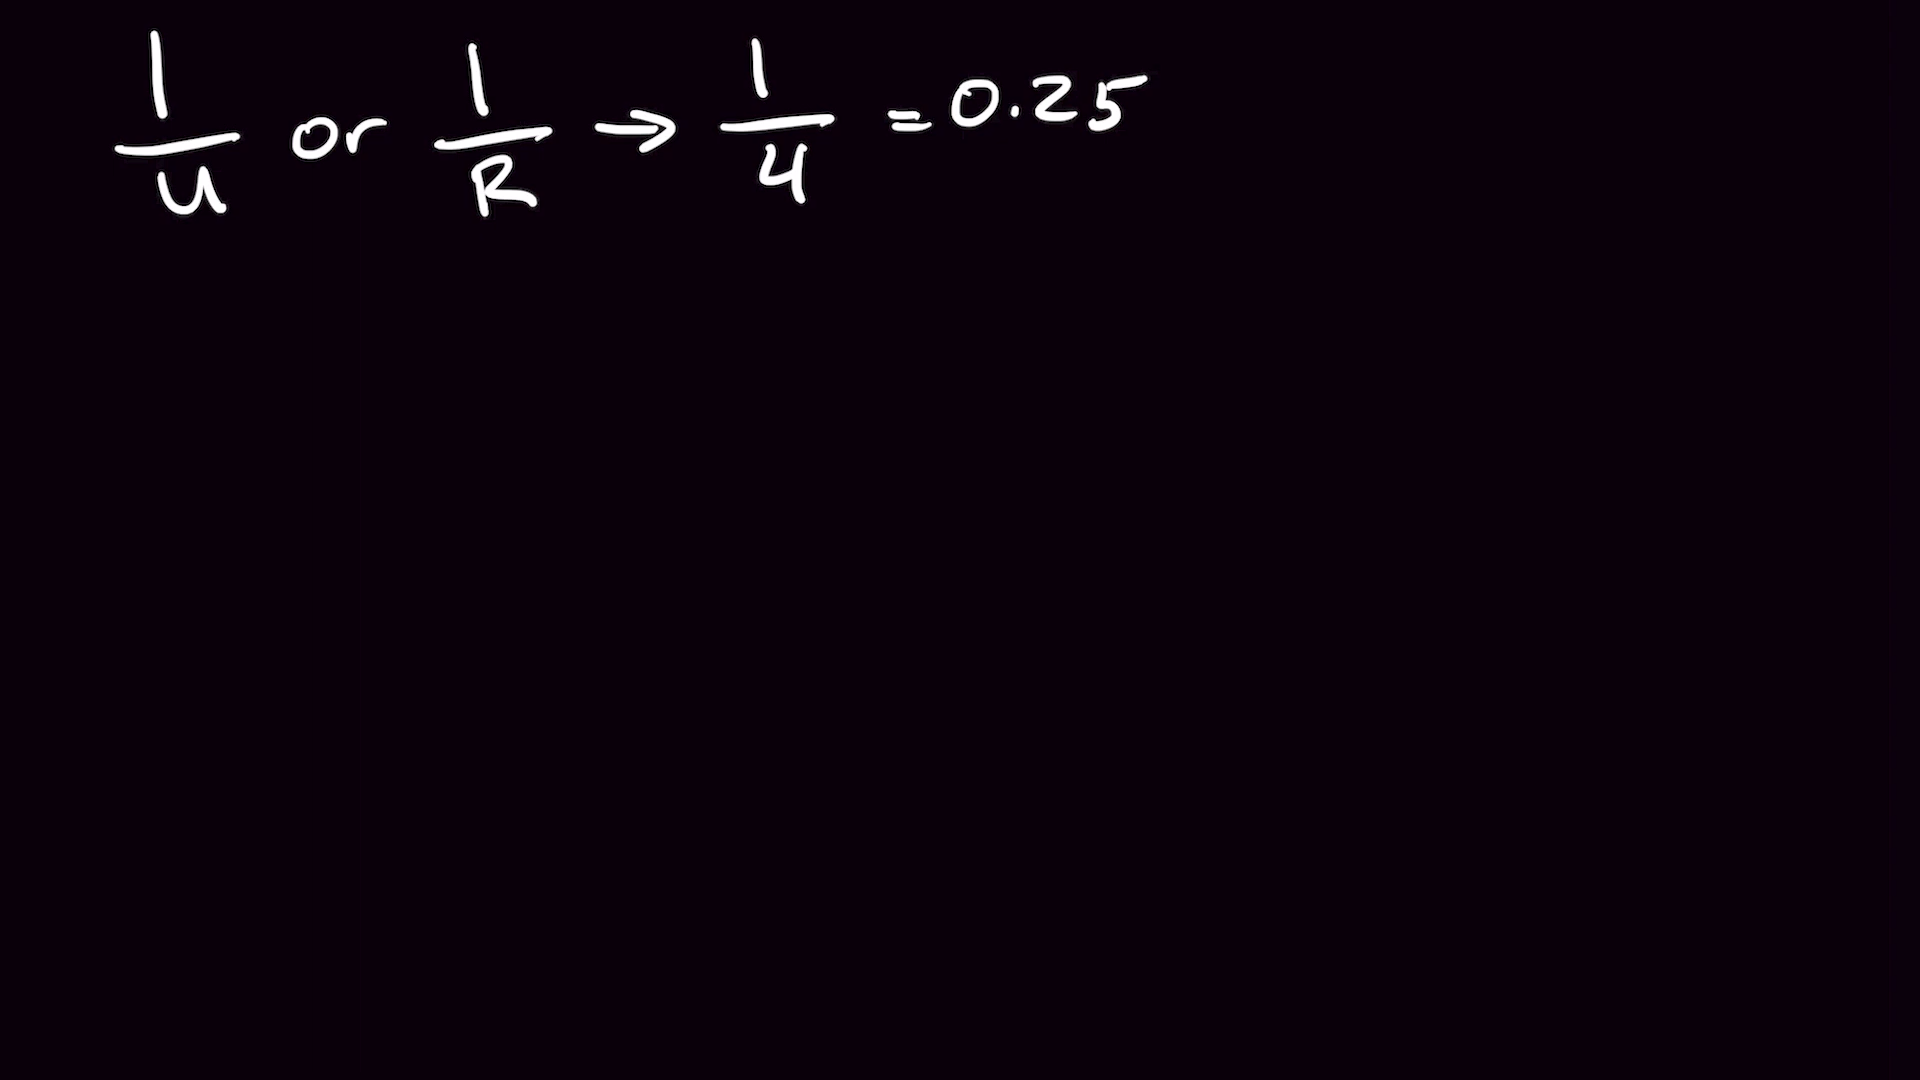 1/u or 1/R → 1/4 = 0.25